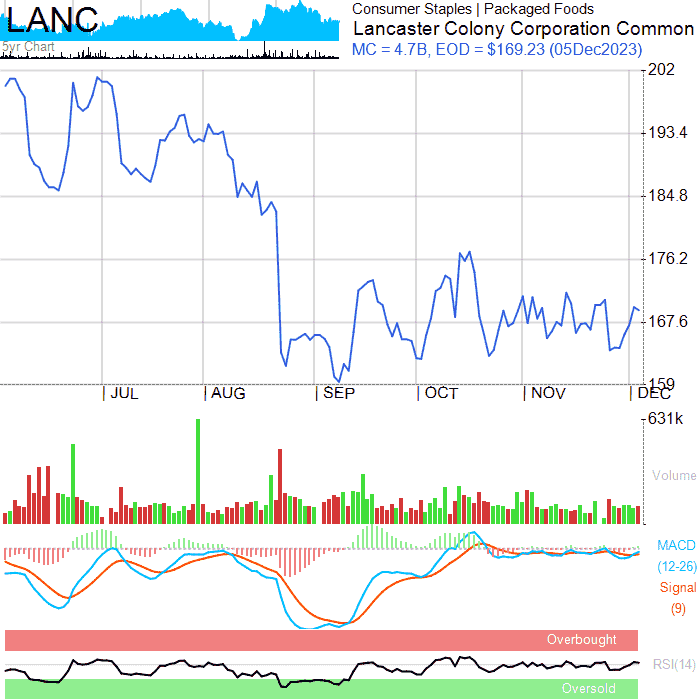 LANC
5yr Chart
Consumer Staples | Packaged Foods
Lancaster Colony Corporation Common
MC = 4.7B, EOD = $169.23 (05Dec2023)
202
193.4
184.8
176.2
167.6
159
| JUL | AUG | SEP | OCT | NOV | DEC
631k
Volume
MACD
(12-26)
Signal
(9)
Overbought
RSI(14)
Oversold